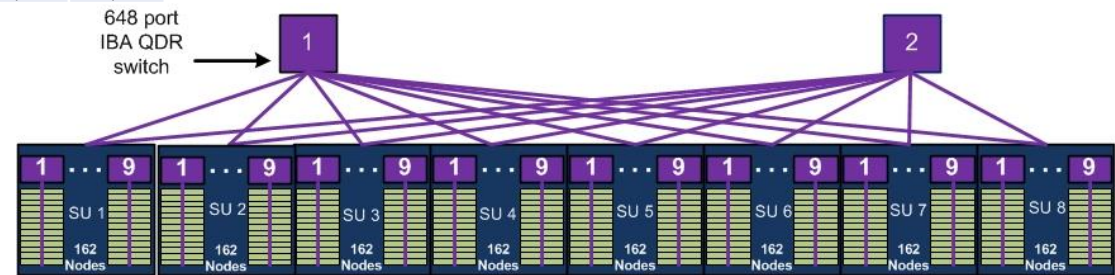 648 port
IBA QDR
switch
1
2
1 ... 9
SU 1
162
Nodes
1 ... 9
SU 2
162
Nodes
1 ... 9
SU 3
162
Nodes
1 ... 9
SU 4
162
Nodes
1 ... 9
SU 5
162
Nodes
1 ... 9
SU 6
162
Nodes
1 ... 9
SU 7
162
Nodes
1 ... 9
SU 8
162
Nodes